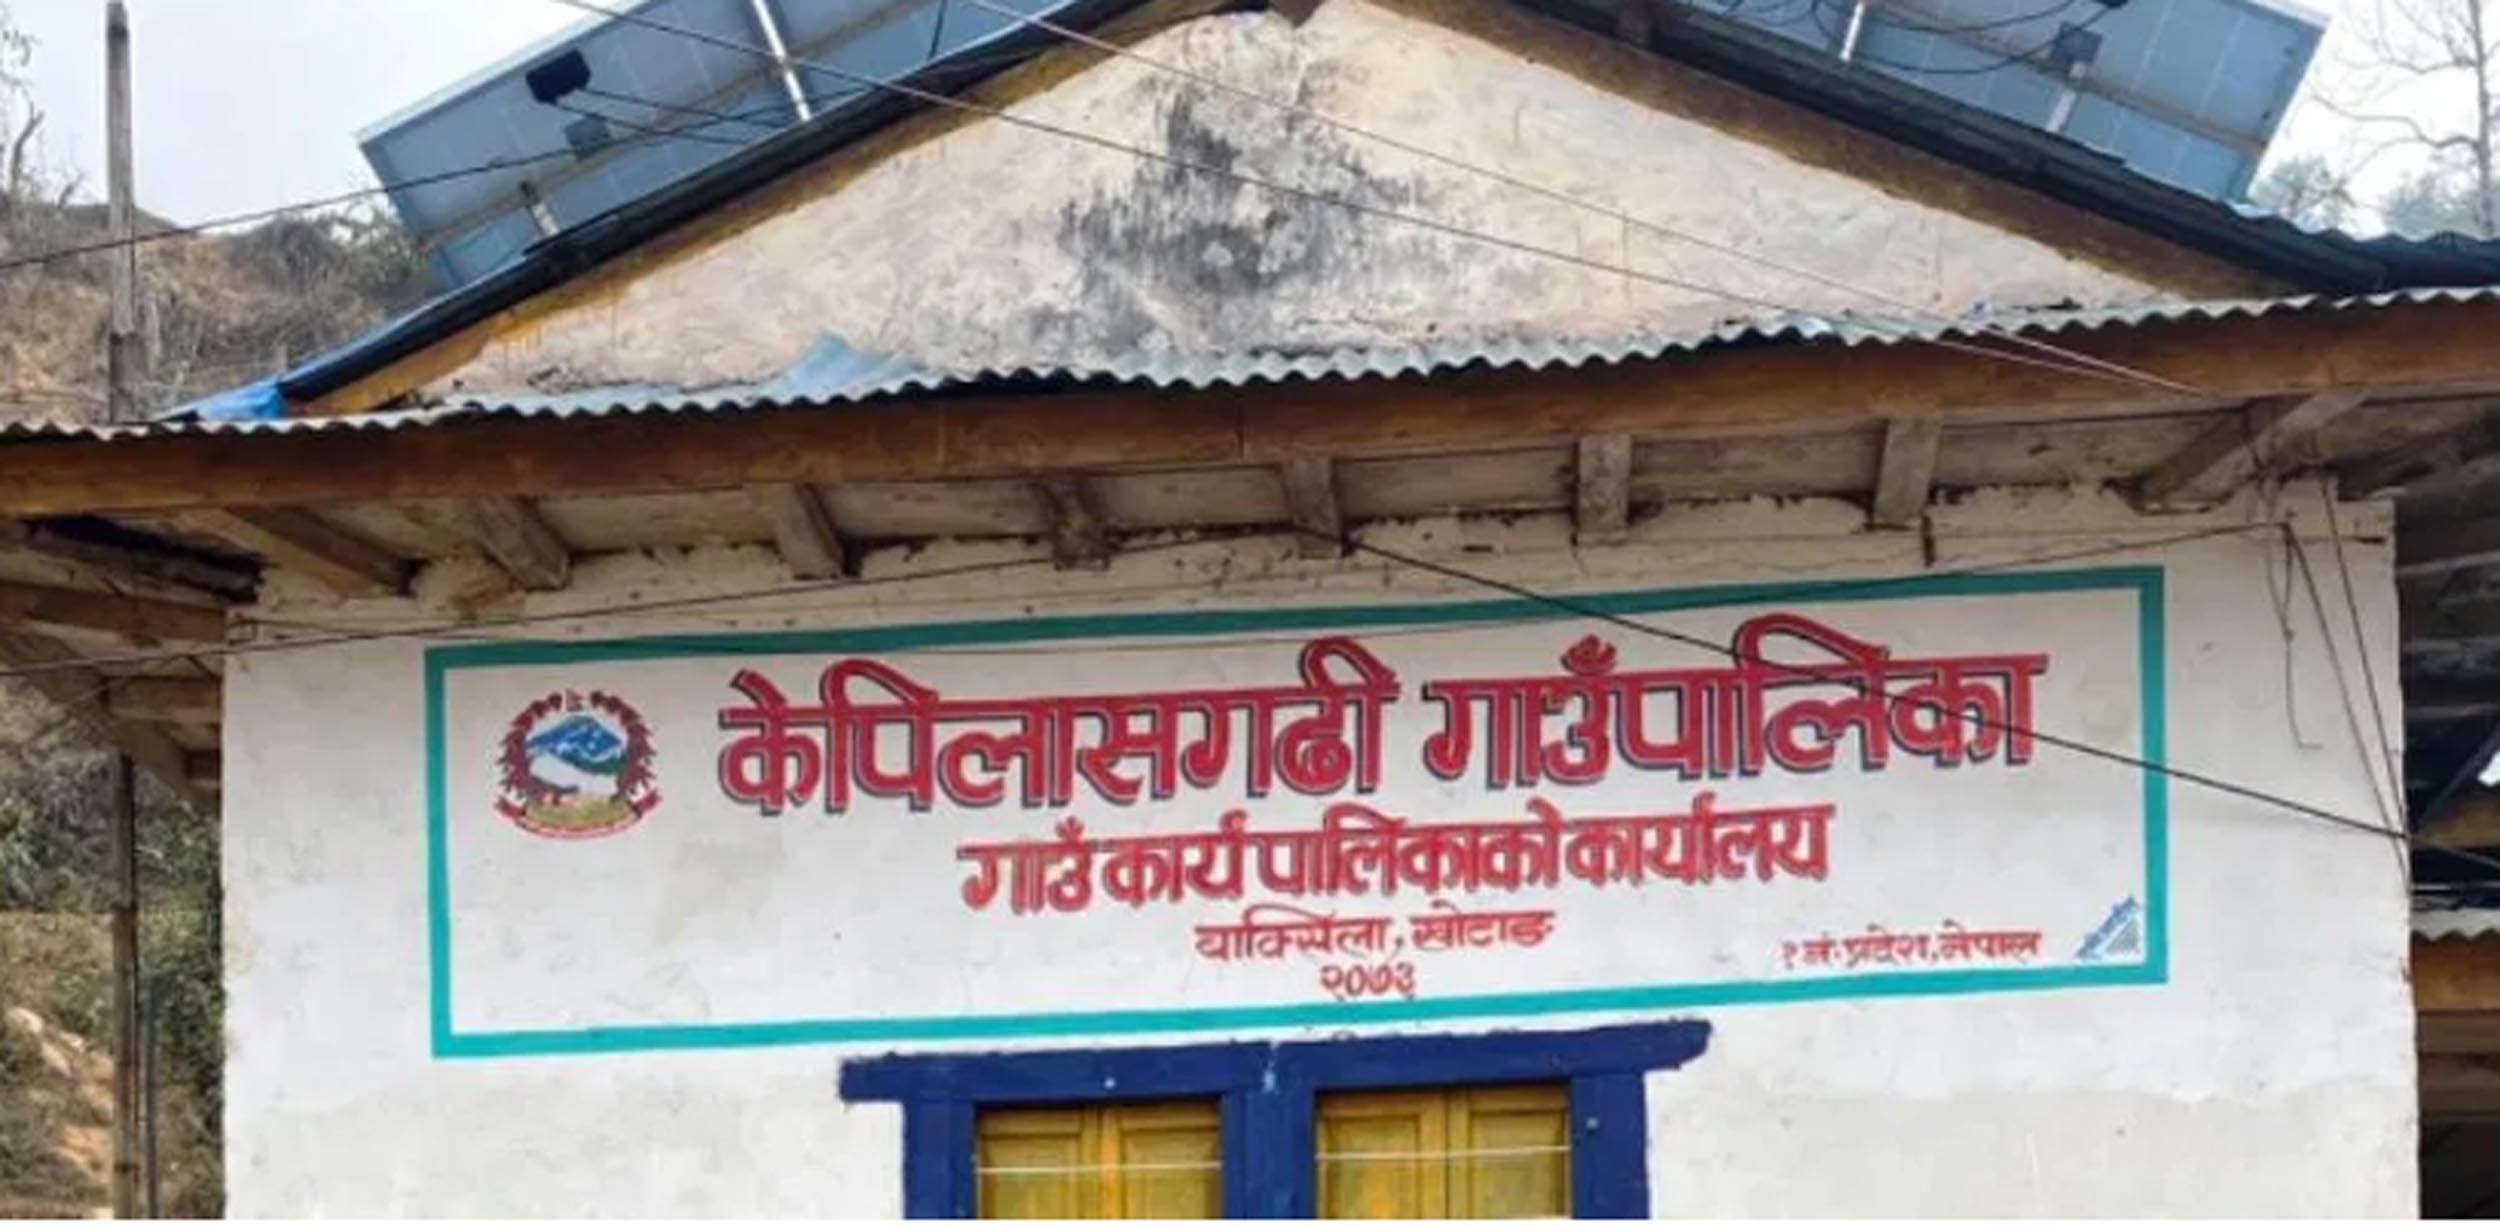 केपिलासगढी गाउँपालिका
गाउँ कार्यपालिकाको कार्यालय
याक्सिला, खोटाङ
२०७३
१ नं. प्रदेश, नेपाल